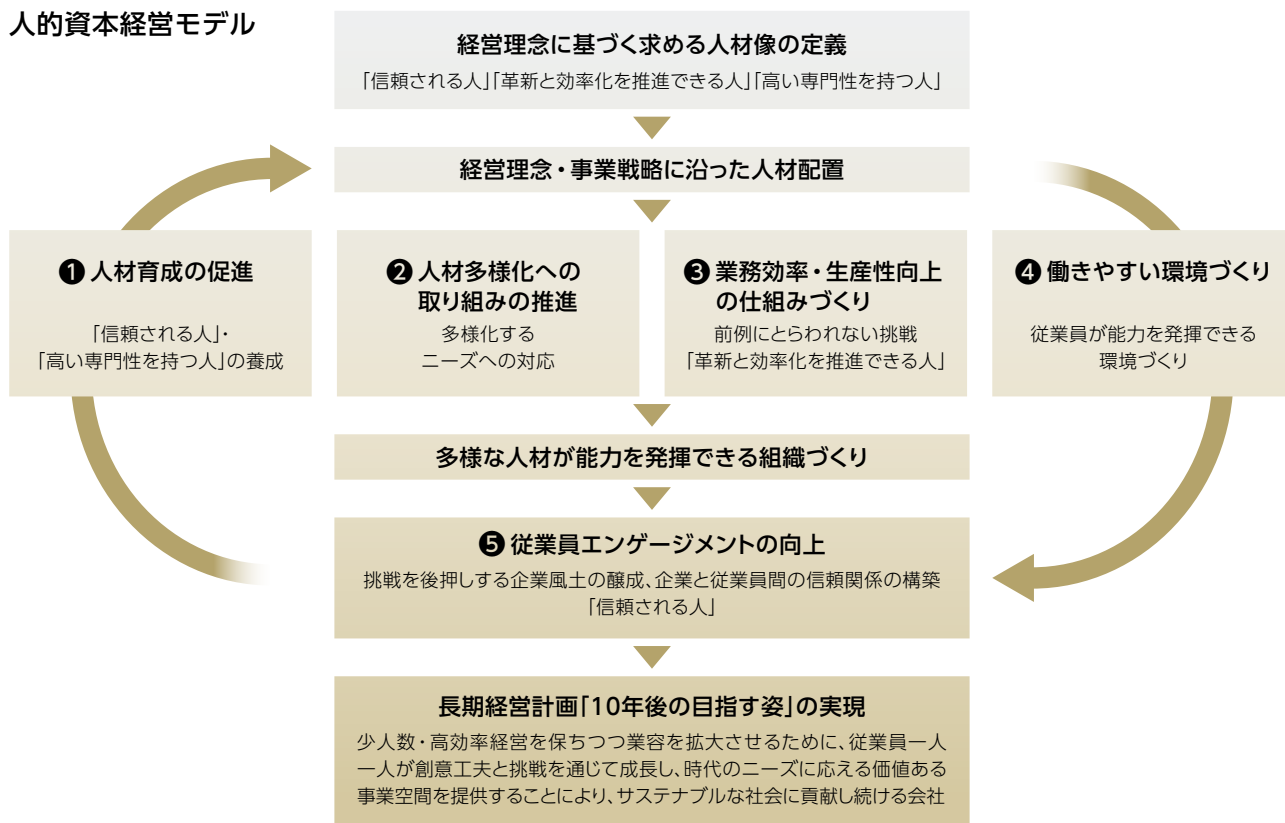 人的資本経営モデル
経営理念に基づく求める人材像の定義
「信頼される人」「革新と効率化を推進できる人」「高い専門性を持つ人」
経営理念・事業戦略に沿った人材配置
❶ 人材育成の促進
「信頼される人」・
「高い専門性を持つ人」の養成
❷ 人材多様化への
取り組みの推進
多様化する
ニーズへの対応
❸ 業務効率・生産性向上
の仕組みづくり
前例にとらわれない挑戦
「革新と効率化を推進できる人」
❹ 働きやすい環境づくり
従業員が能力を発揮できる
環境づくり
多様な人材が能力を発揮できる組織づくり
❺ 従業員エンゲージメントの向上
挑戦を後押しする企業風土の醸成、企業と従業員間の信頼関係の構築
「信頼される人」
長期経営計画「10年後の目指す姿」の実現
少人数・高効率経営を保ちつつ業容を拡大させるために、従業員一人
一人が創意工夫と挑戦を通じて成長し、時代のニーズに応える価値ある
事業空間を提供することにより、サステナブルな社会に貢献し続ける会社